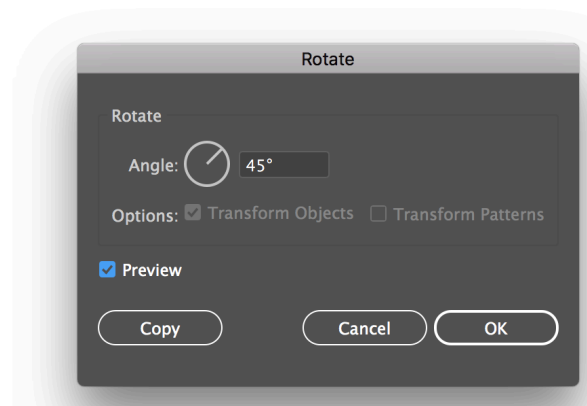 Rotate
Rotate
Angle: 45°
Options: Transform Objects Transform Patterns
Preview
Copy Cancel OK